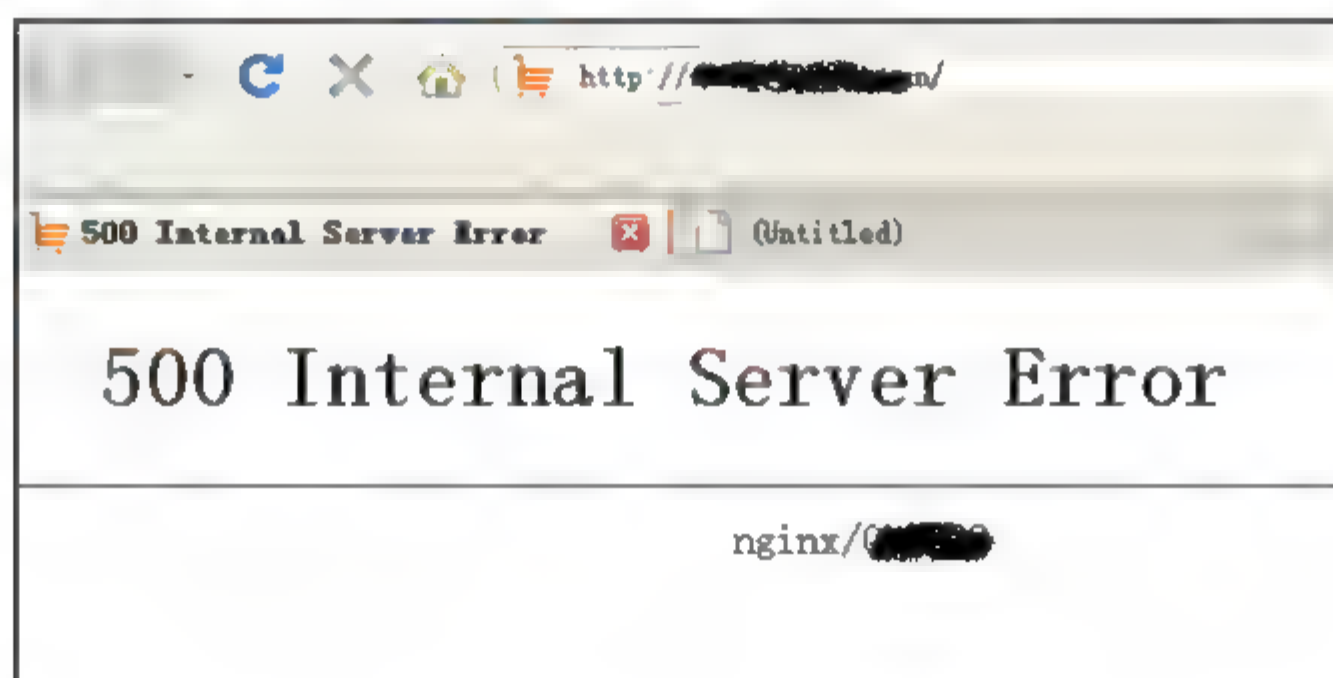 http://
500 Internal Server Error
(Untitled)
500 Internal Server Error
nginx/